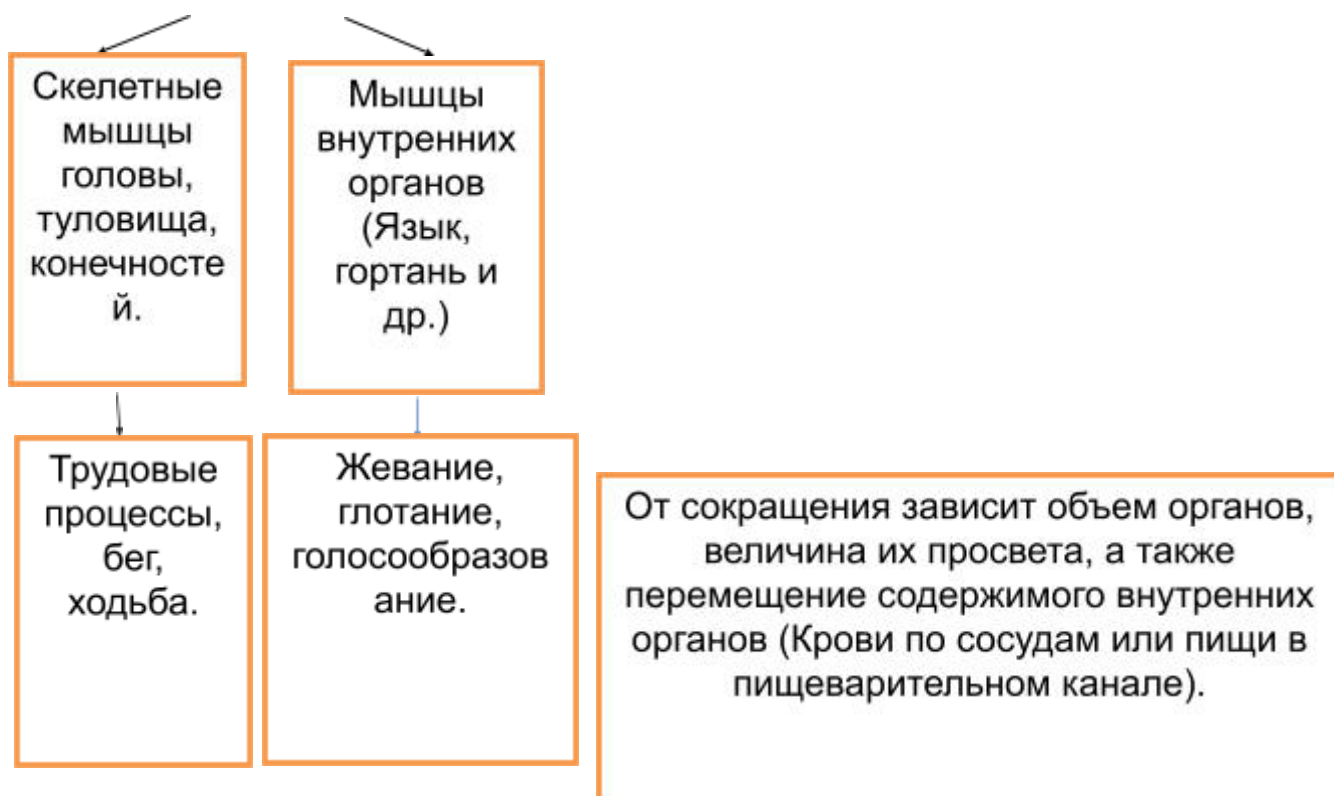 Скелетные
мышцы
головы,
туловища,
конечносте
й.
Мышцы
внутренних
органов
(Язык,
гортань и
др.)
Трудовые
процессы,
бег,
ходьба.
Жевание,
глотание,
голосообразов
ание.
От сокращения зависит объем органов,
величина их просвета, а также
перемещение содержимого внутренних
органов (Крови по сосудам или пищи в
пищеварительном канале).